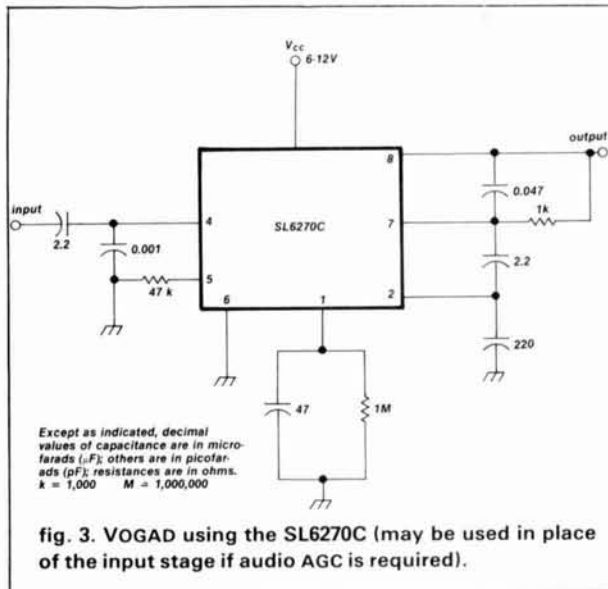 Vcc
6-12V
8
output
0.047
input
4
SL6270C
7
1k
2.2
0.001
2.2
5
47 k
6
1
2
220
47
1M
Except as indicated, decimal
values of capacitance are in micro-
farads (µF); others are in picofar-
ads (pF); resistances are in ohms.
k = 1,000 M = 1,000,000
fig. 3. VOGAD using the SL6270C (may be used in place
of the input stage if audio AGC is required).